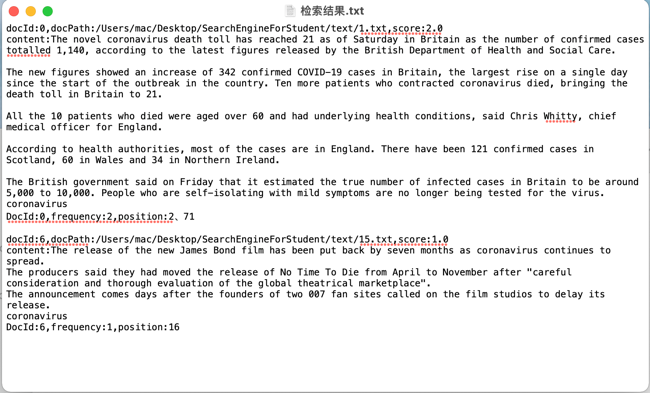 检索结果.txt
docId:0,docPath:/Users/mac/Desktop/SearchEngineForStudent/text/1.txt,score:2.0
content:The novel coronavirus death toll has reached 21 as of Saturday in Britain as the number of confirmed cases
totalled 1,140, according to the latest figures released by the British Department of Health and Social Care.
The new figures showed an increase of 342 confirmed COVID-19 cases in Britain, the largest rise on a single day
since the start of the outbreak in the country. Ten more patients who contracted coronavirus died, bringing the
death toll in Britain to 21.
All the 10 patients who died were aged over 60 and had underlying health conditions, said Chris Whitty, chief
medical officer for England.
According to health authorities, most of the cases are in England. There have been 121 confirmed cases in
Scotland, 60 in Wales and 34 in Northern Ireland.
The British government said on Friday that it estimated the true number of infected cases in Britain to be around
5,000 to 10,000. People who are self-isolating with mild symptoms are no longer being tested for the virus.
coronavirus
DocId:0,frequency:2,position:2、71
docId:6,docPath:/Users/mac/Desktop/SearchEngineForStudent/text/15.txt,score:1.0
content:The release of the new James Bond film has been put back by seven months as coronavirus continues to
spread.
The producers said they had moved the release of No Time To Die from April to November after "careful
consideration and thorough evaluation of the global theatrical marketplace".
The announcement comes days after the founders of two 007 fan sites called on the film studios to delay its
release.
coronavirus
DocId:6,frequency:1,position:16